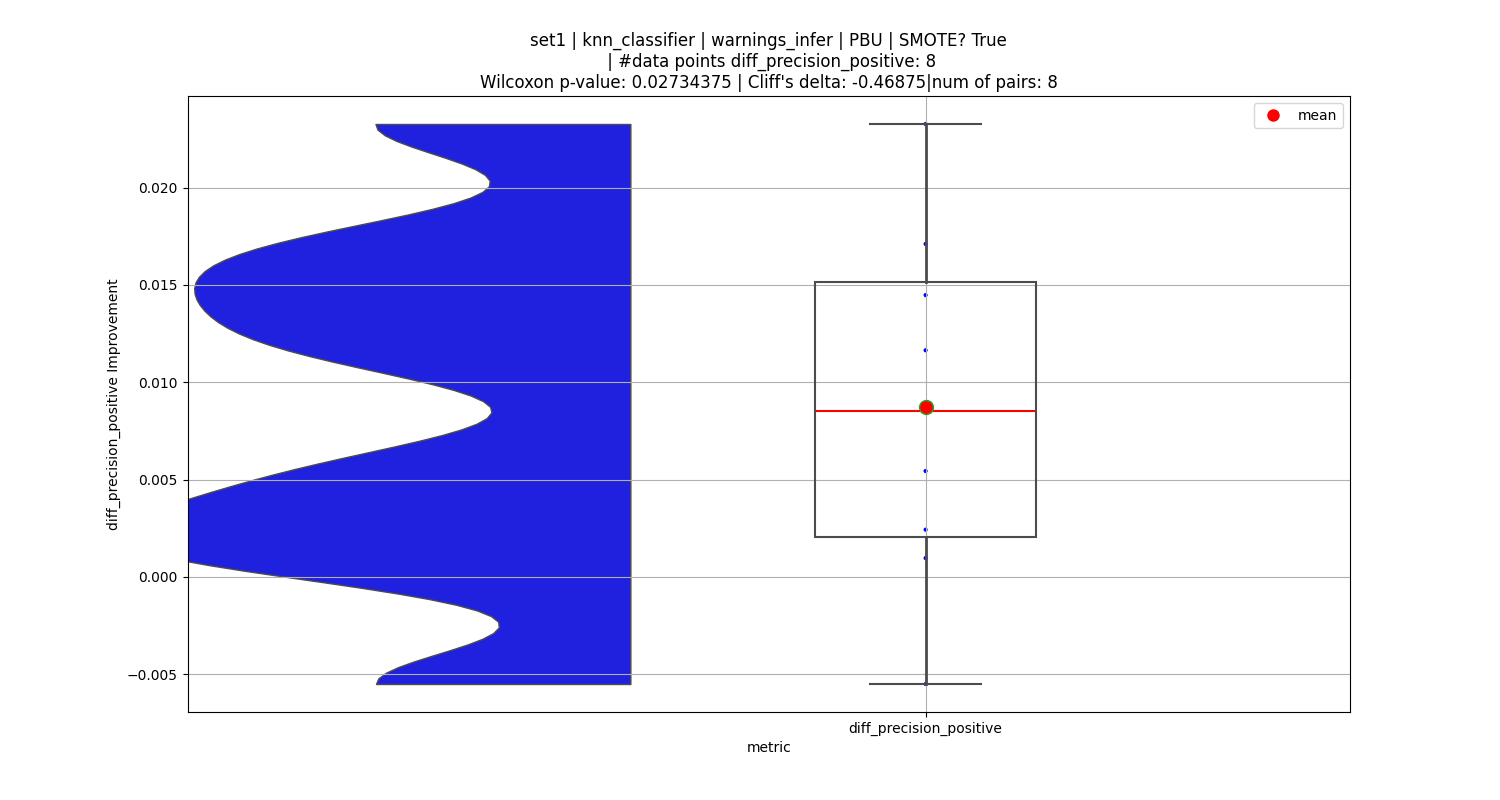 set1 | knn_classifier | warnings_infer | PBU | SMOTE? True
| #data points diff_precision_positive: 8
Wilcoxon p-value: 0.02734375 | Cliff's delta: -0.46875|num of pairs: 8
mean
0.020
0.015
0.010
0.005
0.000
−0.005
diff_precision_positive Improvement
diff_precision_positive
metric